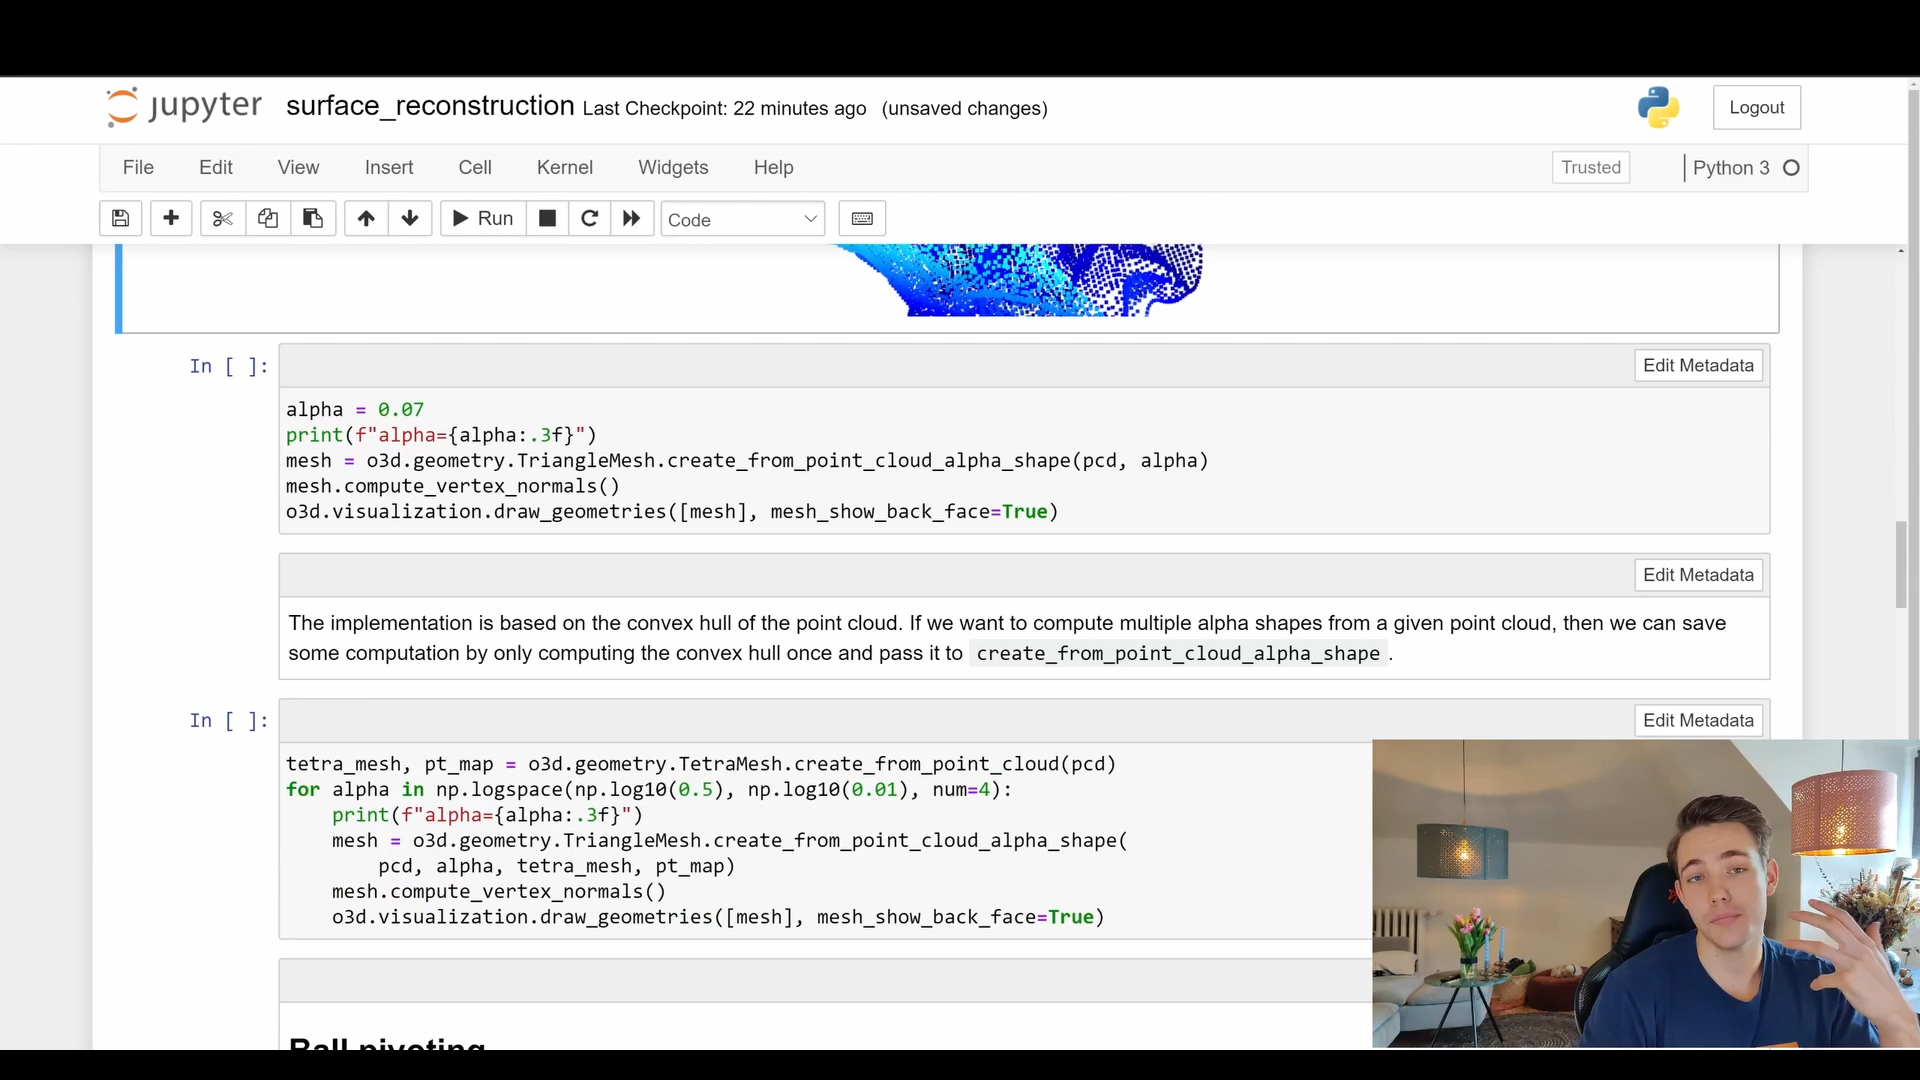 jupyter surface_reconstruction Last Checkpoint: 22 minutes ago (unsaved changes) Logout
File Edit View Insert Cell Kernel Widgets Help Trusted Python 3
Run Code
In [ ]: Edit Metadata
alpha = 0.07
print(f"alpha={alpha:.3f}")
mesh = o3d.geometry.TriangleMesh.create_from_point_cloud_alpha_shape(pcd, alpha)
mesh.compute_vertex_normals()
o3d.visualization.draw_geometries([mesh], mesh_show_back_face=True)
Edit Metadata
The implementation is based on the convex hull of the point cloud. If we want to compute multiple alpha shapes from a given point cloud, then we can save
some computation by only computing the convex hull once and pass it to create_from_point_cloud_alpha_shape .
In [ ]: Edit Metadata
tetra_mesh, pt_map = o3d.geometry.TetraMesh.create_from_point_cloud(pcd)
for alpha in np.logspace(np.log10(0.5), np.log10(0.01), num=4):
    print(f"alpha={alpha:.3f}")
    mesh = o3d.geometry.TriangleMesh.create_from_point_cloud_alpha_shape(
        pcd, alpha, tetra_mesh, pt_map)
    mesh.compute_vertex_normals()
    o3d.visualization.draw_geometries([mesh], mesh_show_back_face=True)
Ball pivoting